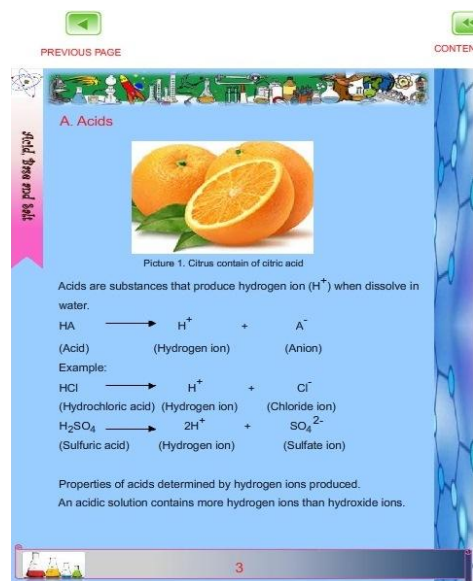 PREVIOUS PAGE
CONTEN
Acid, Base and Salt
A. Acids
Picture 1. Citrus contain of citric acid
Acids are substances that produce hydrogen ion (H⁺) when dissolve in
water.
HA → H⁺ + A⁻
(Acid) (Hydrogen ion) (Anion)
Example:
HCl → H⁺ + Cl⁻
(Hydrochloric acid) (Hydrogen ion) (Chloride ion)
H₂SO₄ → 2H⁺ + SO₄²⁻
(Sulfuric acid) (Hydrogen ion) (Sulfate ion)
Properties of acids determined by hydrogen ions produced.
An acidic solution contains more hydrogen ions than hydroxide ions.
3